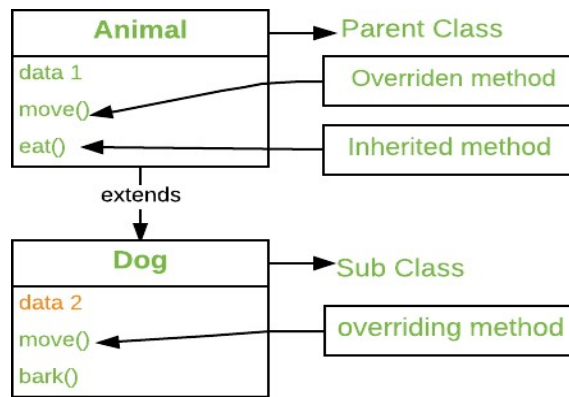 Animal
Parent Class
data 1
Overriden method
move()
eat()
Inherited method
extends
Dog
Sub Class
data 2
move()
overriding method
bark()